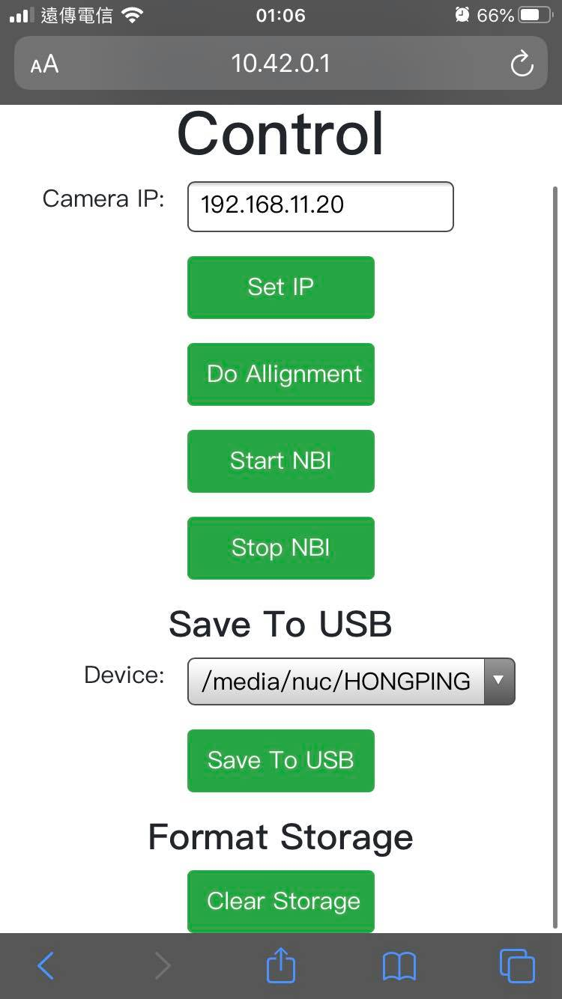 遠傳電信 01:06 66%
AA 10.42.0.1
Control
Camera IP: 192.168.11.20
Set IP
Do Allignment
Start NBI
Stop NBI
Save To USB
Device: /media/nuc/HONGPING
Save To USB
Format Storage
Clear Storage